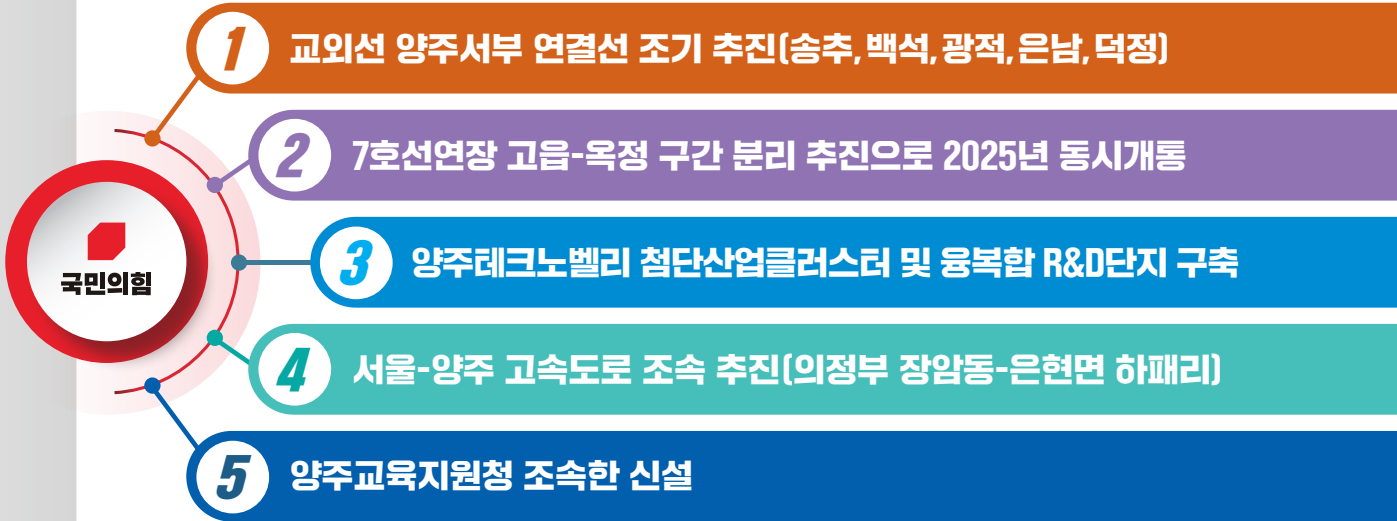 1 교외선 양주서부 연결선 조기 추진(송추, 백석, 광적, 은남, 덕정)
2 7호선연장 고읍-옥정 구간 분리 추진으로 2025년 동시개통
국민의힘
3 양주테크노벨리 첨단산업클러스터 및 융복합 R&D단지 구축
4 서울-양주 고속도로 조속 추진(의정부 장암동-은현면 하패리)
5 양주교육지원청 조속한 신설